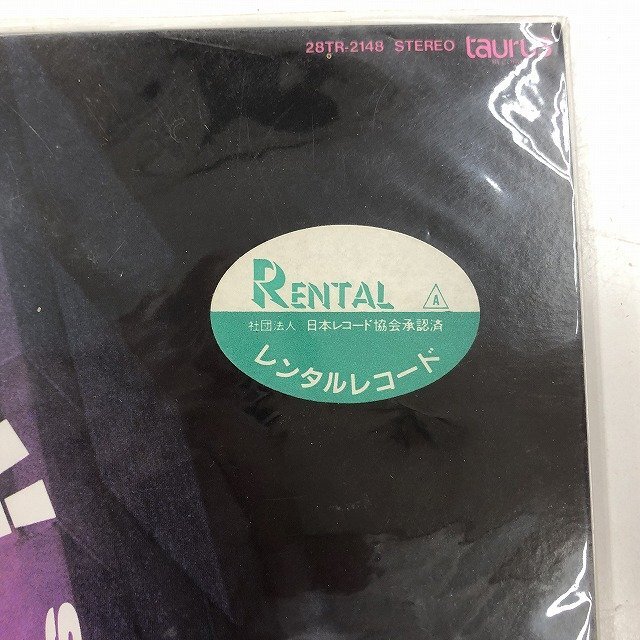 28TR-2148 STEREO taurus
RENTAL A
社団法人 日本レコード協会承認済
レンタルレコード